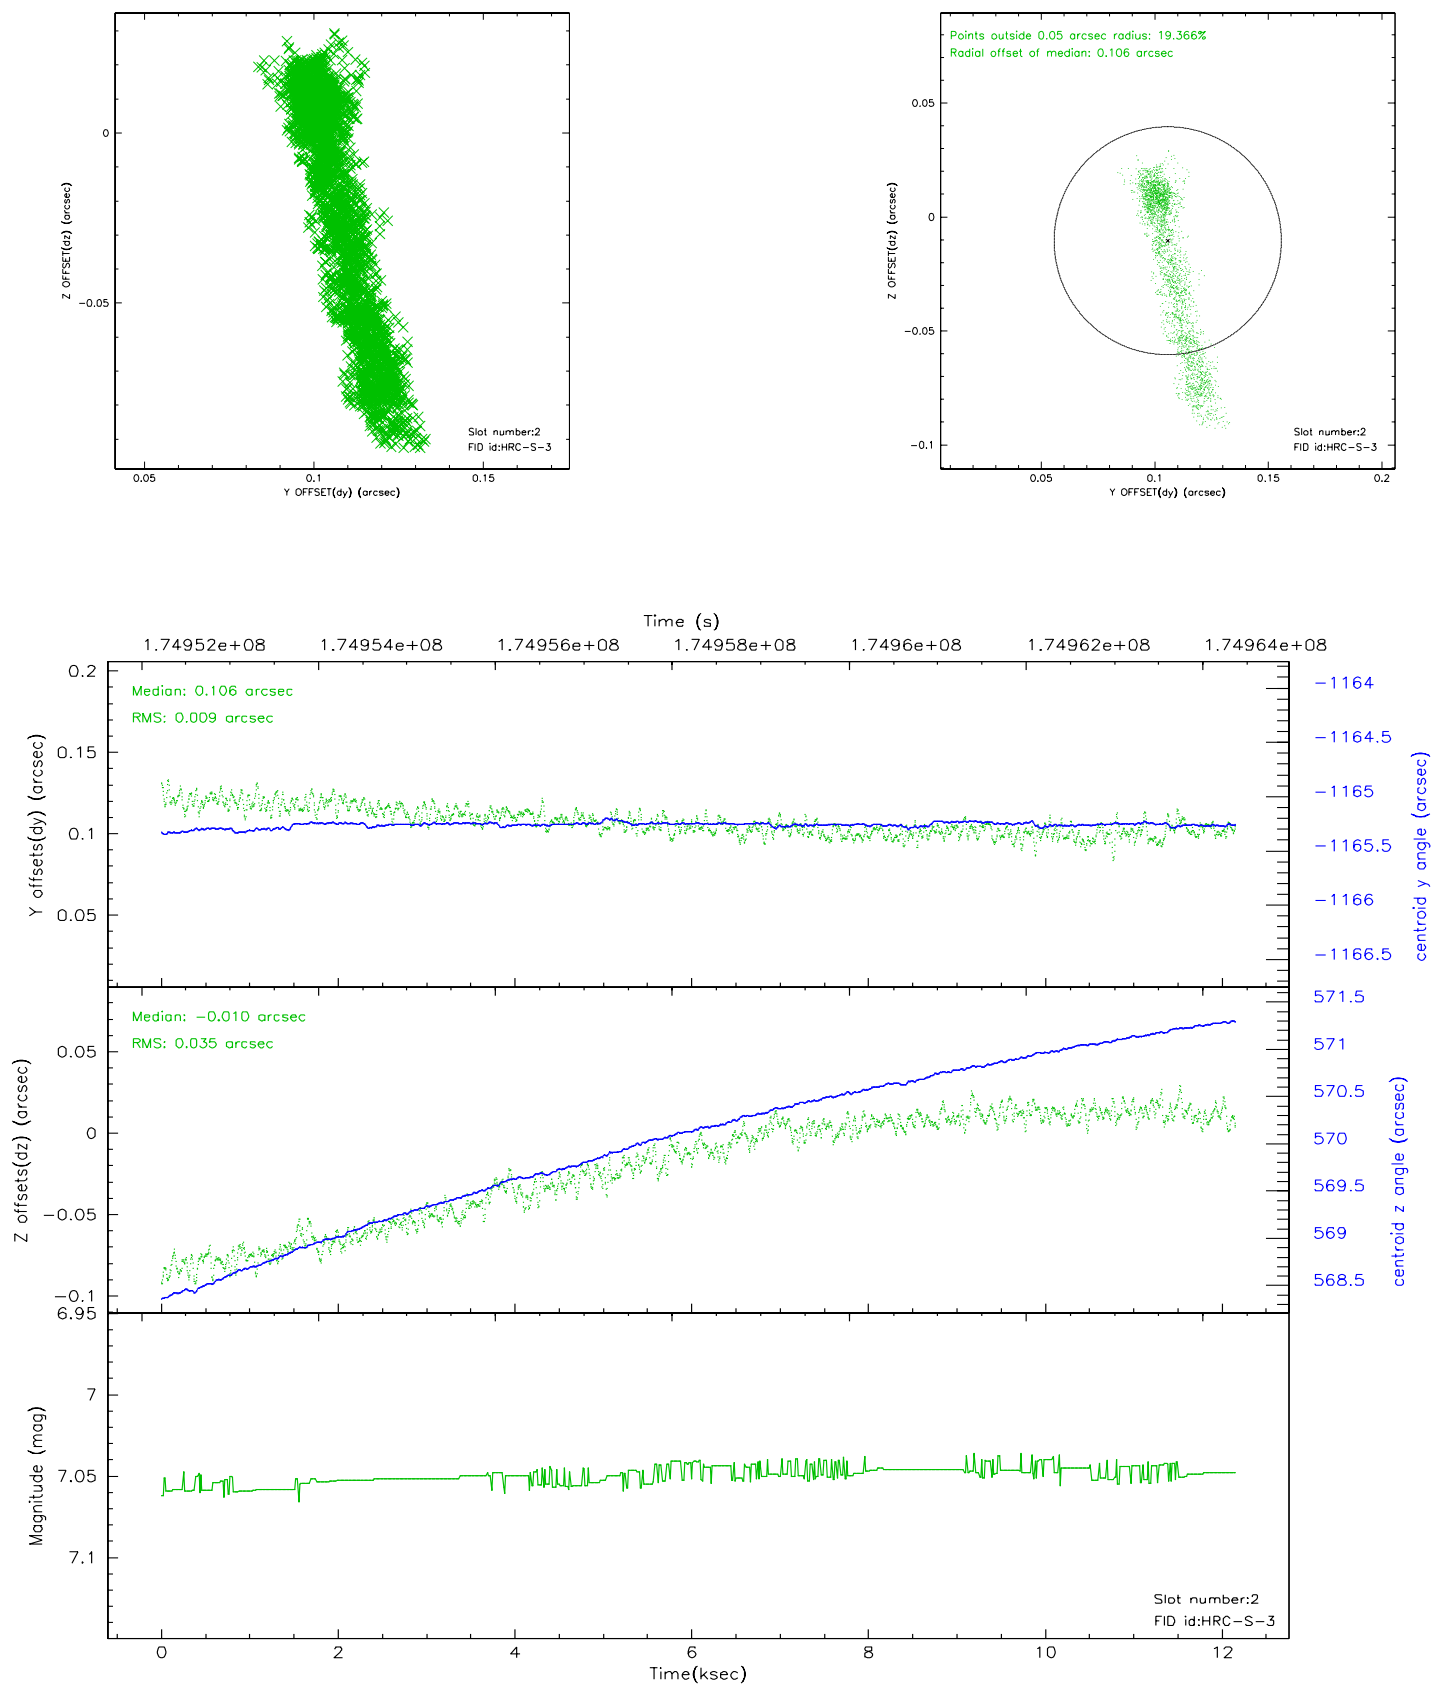 0
-0.05
Z OFFSET(dz) (arcsec)
Slot number:2
FID id:HRC-S-3
0.05
0.1
0.15
Y OFFSET(dy) (arcsec)
Points outside 0.05 arcsec radius: 19.366%
Radial offset of median: 0.106 arcsec
0.05
0
-0.05
-0.1
Z OFFSET(dz) (arcsec)
Slot number:2
FID id:HRC-S-3
0.05
0.1
0.15
0.2
Y OFFSET(dy) (arcsec)
Time (s)
1.74952e+08
1.74954e+08
1.74956e+08
1.74958e+08
1.7496e+08
1.74962e+08
1.74964e+08
0.2
0.15
0.1
0.05
Y offsets(dy) (arcsec)
Median: 0.106 arcsec
RMS: 0.009 arcsec
-1164
-1164.5
-1165
-1165.5
-1166
-1166.5
centroid y angle (arcsec)
0.05
0
-0.05
-0.1
Z offsets(dz) (arcsec)
Median: -0.010 arcsec
RMS: 0.035 arcsec
571.5
571
570.5
570
569.5
569
568.5
centroid z angle (arcsec)
6.95
7
7.05
7.1
Magnitude (mag)
Slot number:2
FID id:HRC-S-3
0
2
4
6
8
10
12
Time(ksec)